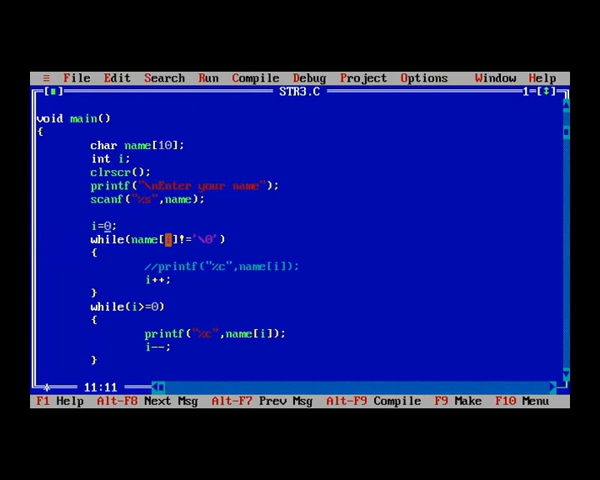 ≡ File Edit Search Run Compile Debug Project Options Window Help
[■] STR3.C 1=[↕]
void main()
{
char name[10];
int i;
clrscr();
printf("\nEnter your name");
scanf("%s",name);
i=0;
while(name[i]!='\0')
{
//printf("%c",name[i]);
i++;
}
while(i>=0)
{
printf("%c",name[i]);
i--;
}
11:11
F1 Help Alt-F8 Next Msg Alt-F7 Prev Msg Alt-F9 Compile F9 Make F10 Menu